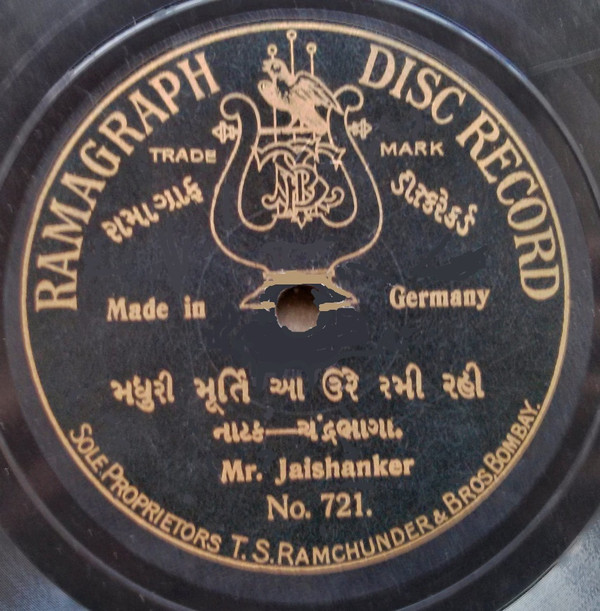 RAMAGRAPH DISC RECORD
TRADE MARK
રામાગ્રાફ ડીસ્કરેકર્ડ
Made in Germany
મધુરી મૂર્તિ આ ઉરે રમી રહી
નાટક—ચંદ્રભાગા.
Mr. Jaishanker
No. 721.
SOLE PROPRIETORS T. S. RAMCHUNDER & BROS. BOMBAY.